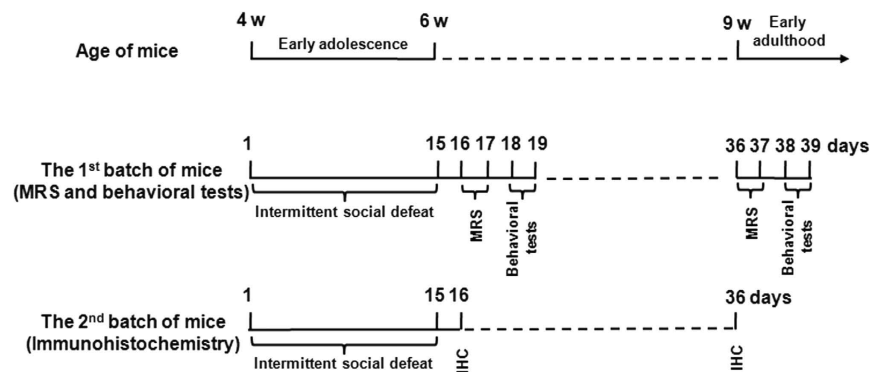 4 w 6 w 9 w Early
Age of mice Early adolescence adulthood
1 15 16 17 18 19 36 37 38 39 days
The 1st batch of mice
(MRS and behavioral tests)
Intermittent social defeat
MRS
Behavioral
tests
MRS
Behavioral
tests
1 15 16 36 days
The 2nd batch of mice
(Immunohistochemistry)
Intermittent social defeat
IHC
IHC